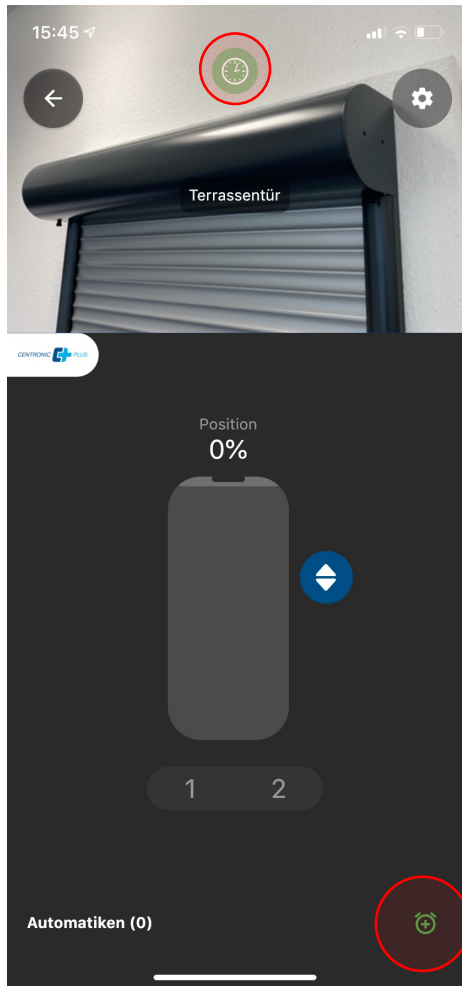 15:45
Terrassentür
CENTRONIC PLUS
Position
0%
1 2
Automatiken (0)